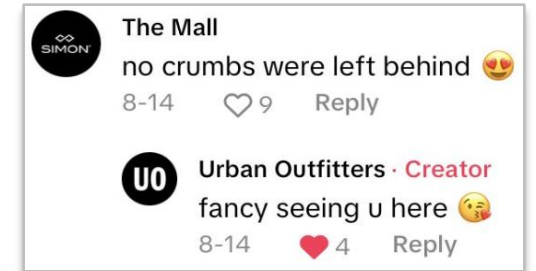 SIMON
The Mall
no crumbs were left behind 😍
8-14 9 Reply
UO
Urban Outfitters · Creator
fancy seeing u here 😘
8-14 4 Reply